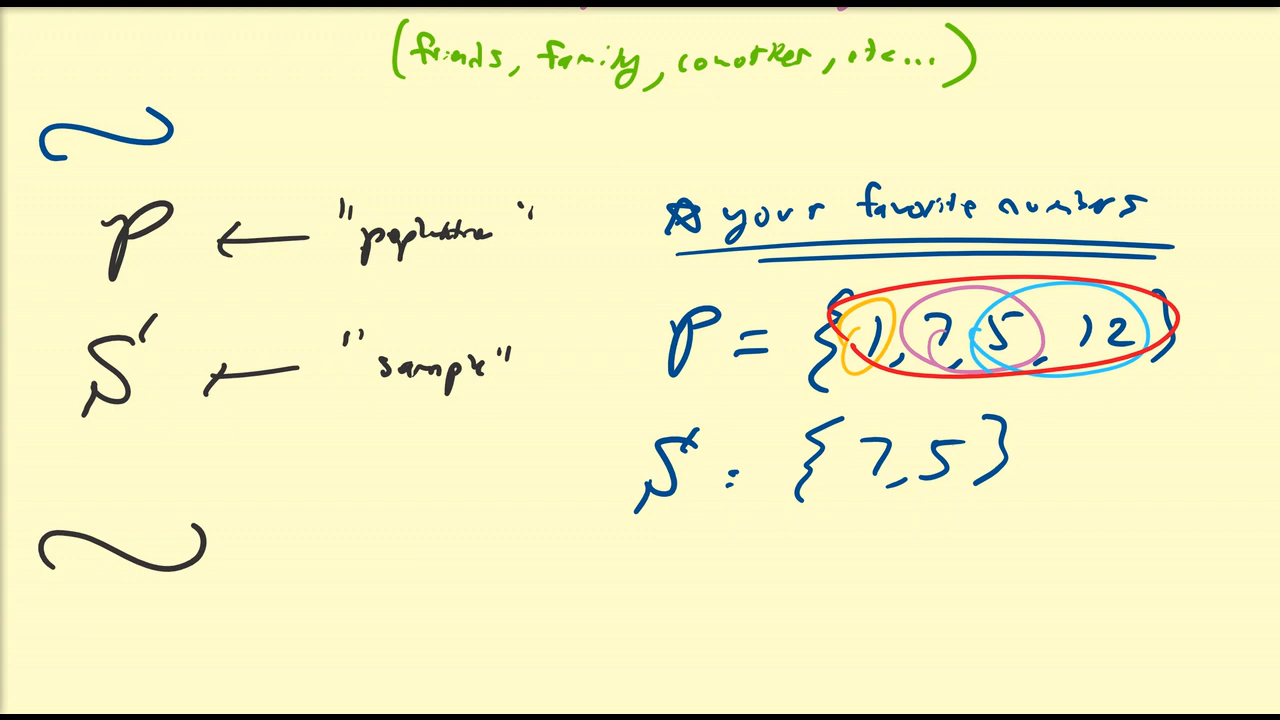 (friends, family, coworker, etc...)
P ← "population"
S ← "sample"
☆ your favorite numbers
P = {1, 7, 5, 12}
S = {7, 5}